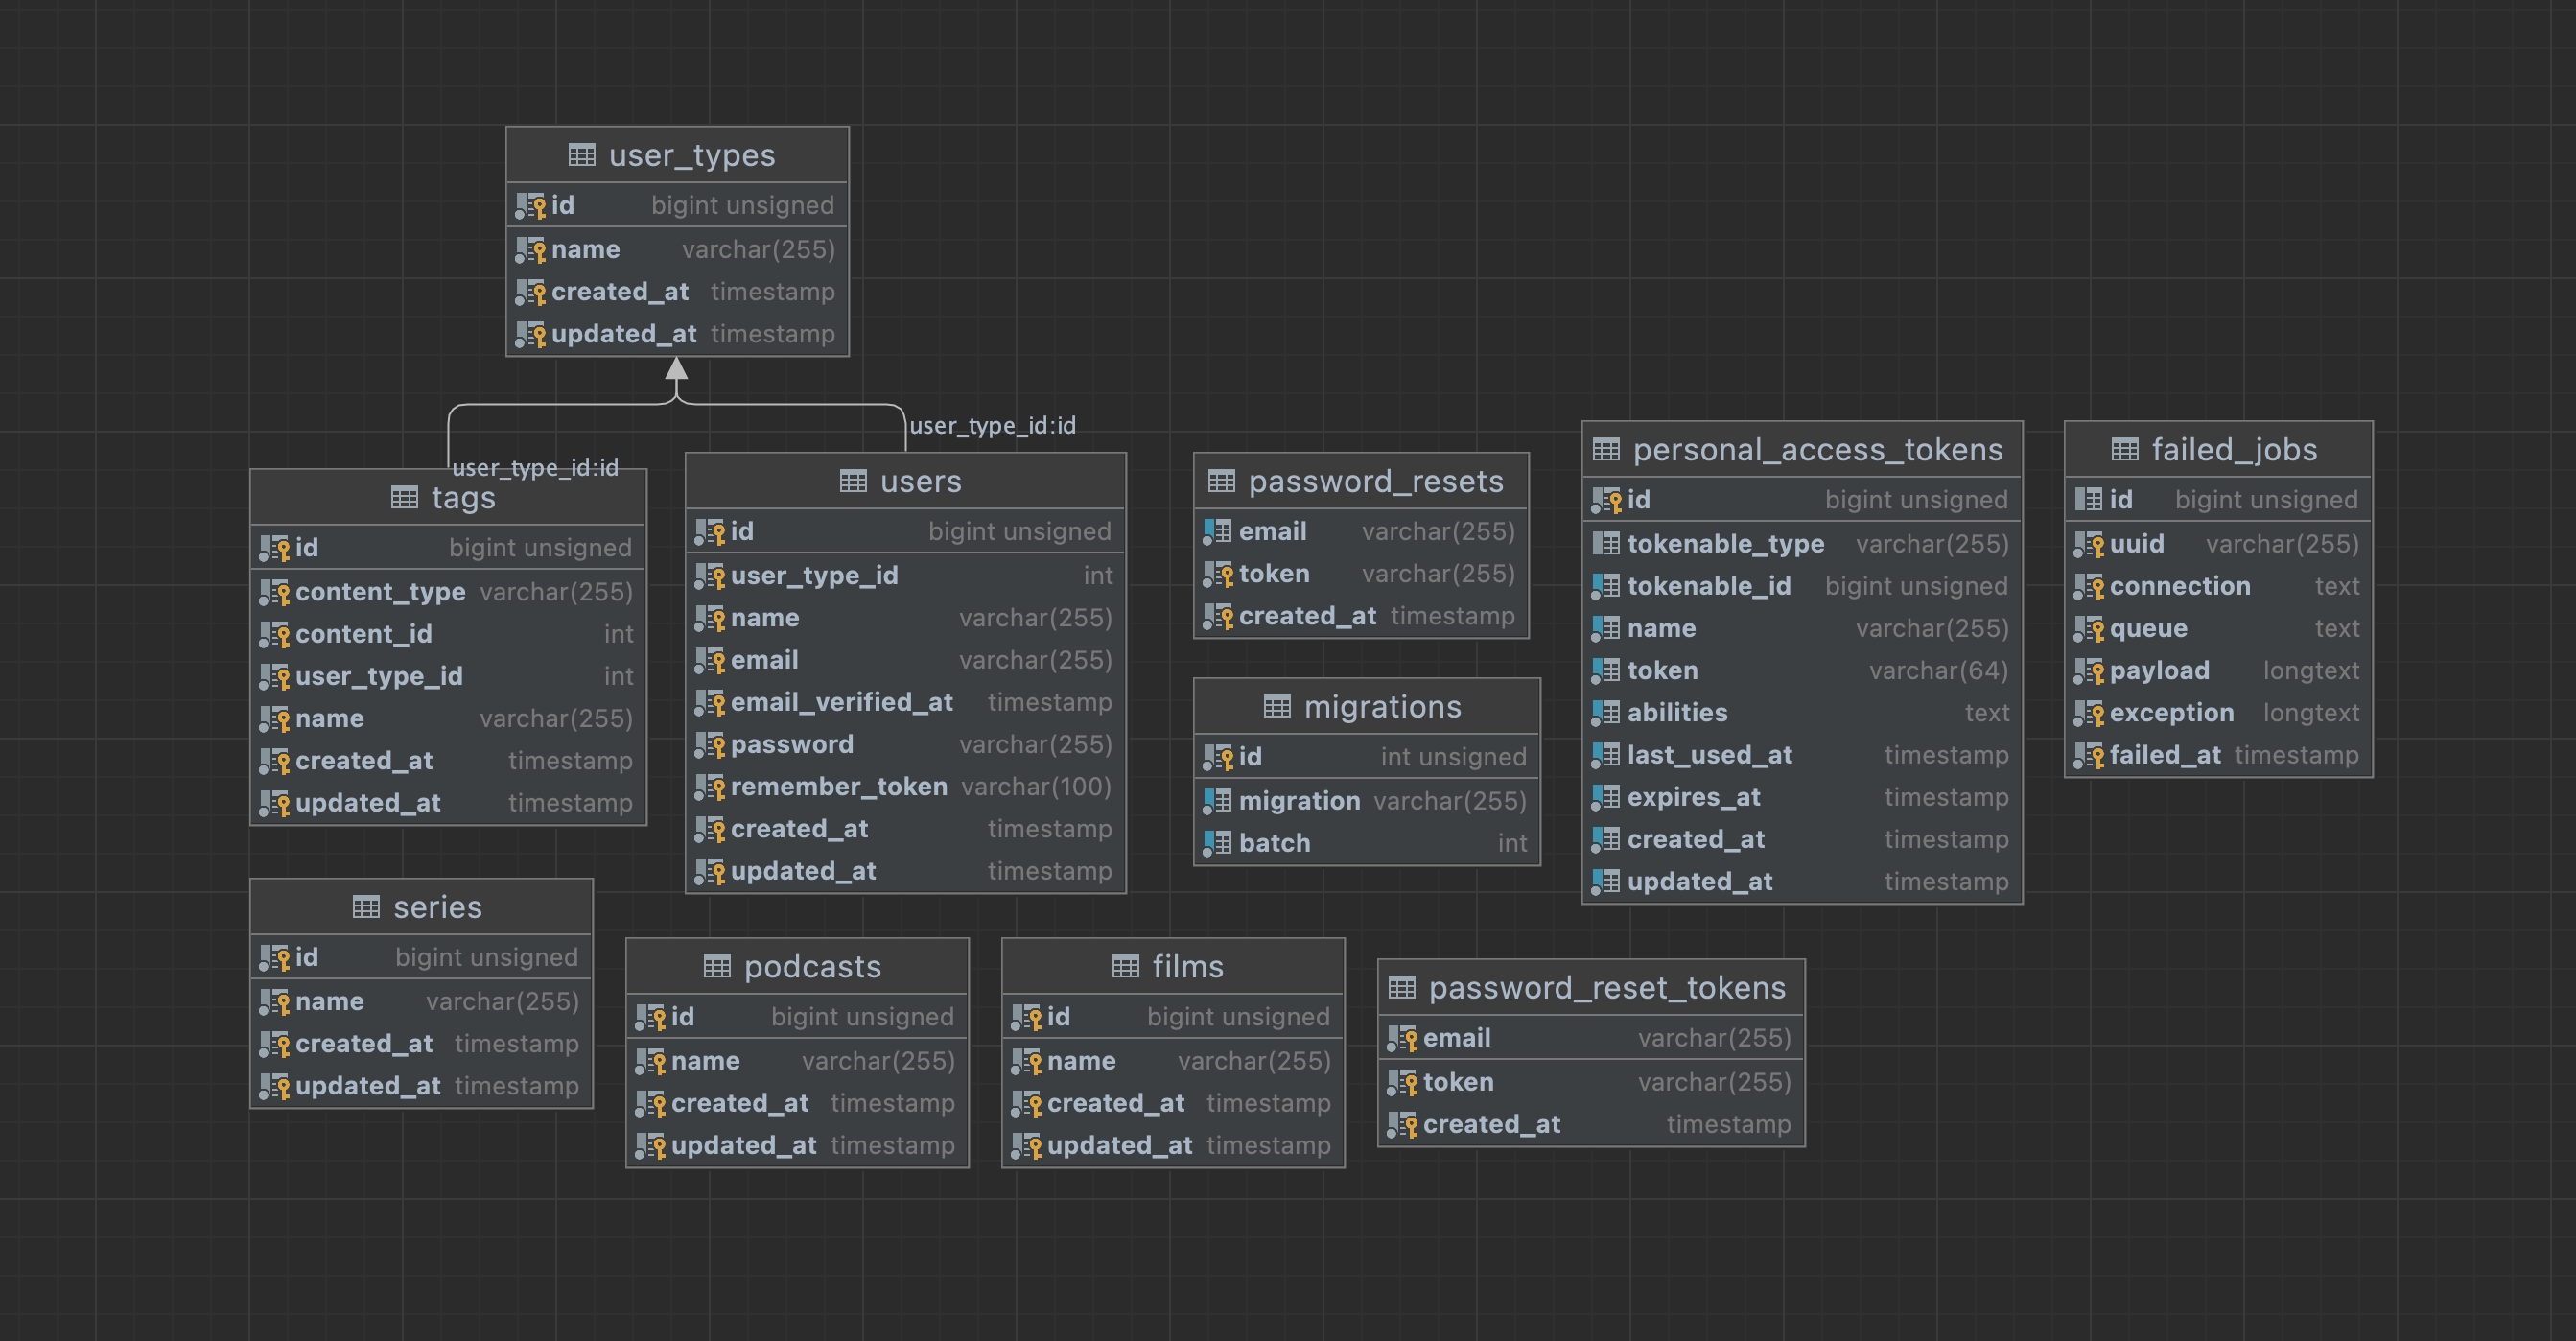 user_types
id bigint unsigned
name varchar(255)
created_at timestamp
updated_at timestamp
user_type_id:id
user_type_id:id
tags
id bigint unsigned
content_type varchar(255)
content_id int
user_type_id int
name varchar(255)
created_at timestamp
updated_at timestamp
users
id bigint unsigned
user_type_id int
name varchar(255)
email varchar(255)
email_verified_at timestamp
password varchar(255)
remember_token varchar(100)
created_at timestamp
updated_at timestamp
password_resets
email varchar(255)
token varchar(255)
created_at timestamp
migrations
id int unsigned
migration varchar(255)
batch int
personal_access_tokens
id bigint unsigned
tokenable_type varchar(255)
tokenable_id bigint unsigned
name varchar(255)
token varchar(64)
abilities text
last_used_at timestamp
expires_at timestamp
created_at timestamp
updated_at timestamp
failed_jobs
id bigint unsigned
uuid varchar(255)
connection text
queue text
payload longtext
exception longtext
failed_at timestamp
series
id bigint unsigned
name varchar(255)
created_at timestamp
updated_at timestamp
podcasts
id bigint unsigned
name varchar(255)
created_at timestamp
updated_at timestamp
films
id bigint unsigned
name varchar(255)
created_at timestamp
updated_at timestamp
password_reset_tokens
email varchar(255)
token varchar(255)
created_at timestamp